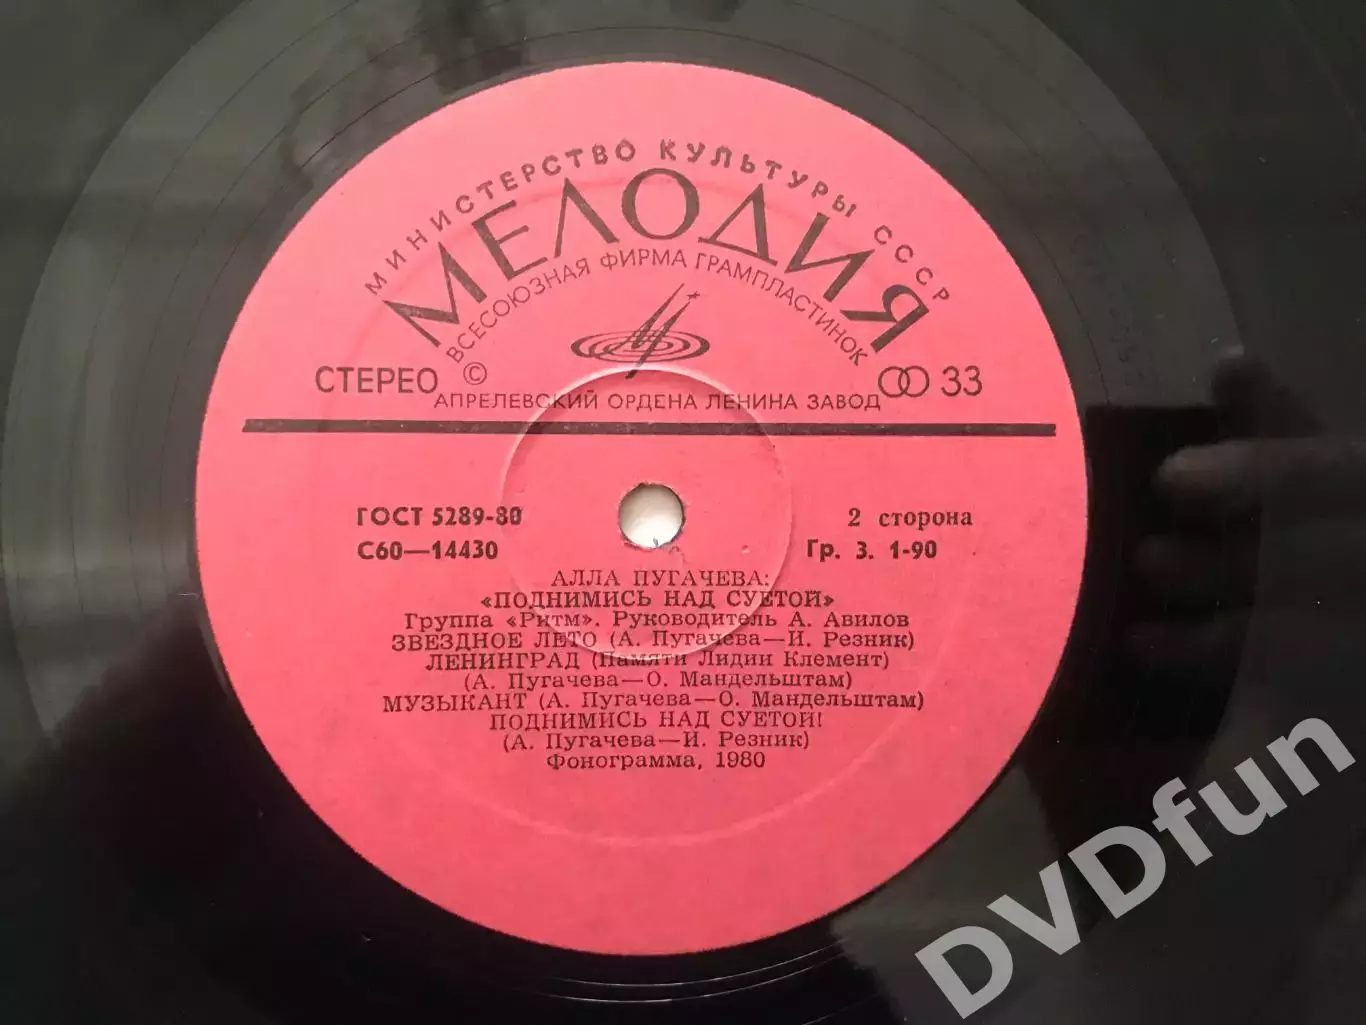 МИНИСТЕРСТВО КУЛЬТУРЫ СССР
МЕЛОДИЯ
ВСЕСОЮЗНАЯ ФИРМА ГРАМПЛАСТИНОК
СТЕРЕО © 33
АПРЕЛЕВСКИЙ ОРДЕНА ЛЕНИНА ЗАВОД
ГОСТ 5289-80 2 сторона
С60—14430 Гр. 3. 1-90
АЛЛА ПУГАЧЕВА:
«ПОДНИМИСЬ НАД СУЕТОЙ»
Группа «Ритм». Руководитель А. Авилов
ЗВЕЗДНОЕ ЛЕТО (А. Пугачева—И. Резник)
ЛЕНИНГРАД (Памяти Лидии Клемент)
(А. Пугачева—О. Мандельштам)
МУЗЫКАНТ (А. Пугачева—О. Мандельштам)
ПОДНИМИСЬ НАД СУЕТОЙ!
(А. Пугачева—И. Резник)
Фонограмма, 1980
DVDfun